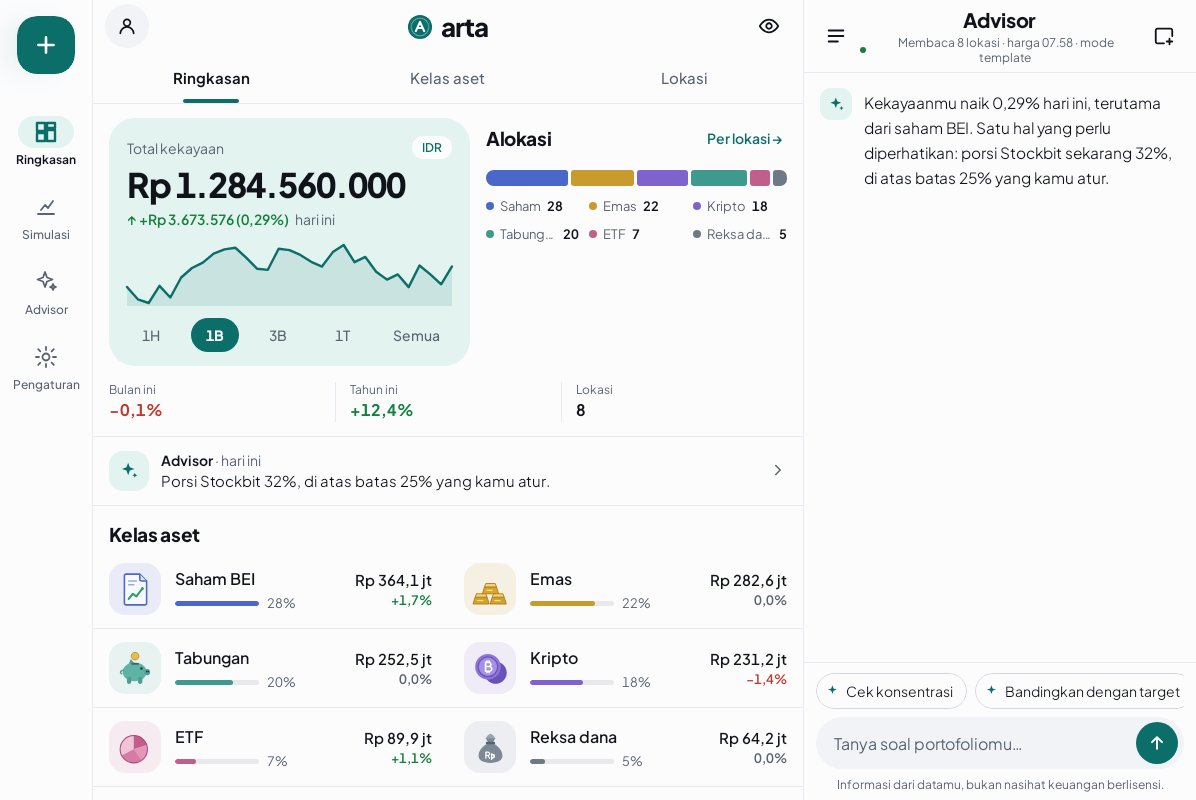 Ringkasan
Simulasi
Advisor
Pengaturan
arta
Ringkasan
Kelas aset
Lokasi
Total kekayaan
IDR
Rp 1.284.560.000
↑ +Rp 3.673.576 (0,29%) hari ini
1H
1B
3B
1T
Semua
Alokasi
Per lokasi →
Saham 28
Emas 22
Kripto 18
Tabung… 20
ETF 7
Reksa da… 5
Bulan ini
−0,1%
Tahun ini
+12,4%
Lokasi
8
Advisor · hari ini
Porsi Stockbit 32%, di atas batas 25% yang kamu atur.
Kelas aset
Saham BEI
28%
Rp 364,1 jt
+1,7%
Emas
22%
Rp 282,6 jt
0,0%
Tabungan
20%
Rp 252,5 jt
0,0%
Kripto
18%
Rp 231,2 jt
−1,4%
ETF
7%
Rp 89,9 jt
+1,1%
Reksa dana
5%
Rp 64,2 jt
0,0%
Advisor
Membaca 8 lokasi · harga 07.58 · mode
template
Kekayaanmu naik 0,29% hari ini, terutama
dari saham BEI. Satu hal yang perlu
diperhatikan: porsi Stockbit sekarang 32%,
di atas batas 25% yang kamu atur.
Cek konsentrasi
Bandingkan dengan target
Tanya soal portofoliomu…
Informasi dari datamu, bukan nasihat keuangan berlisensi.